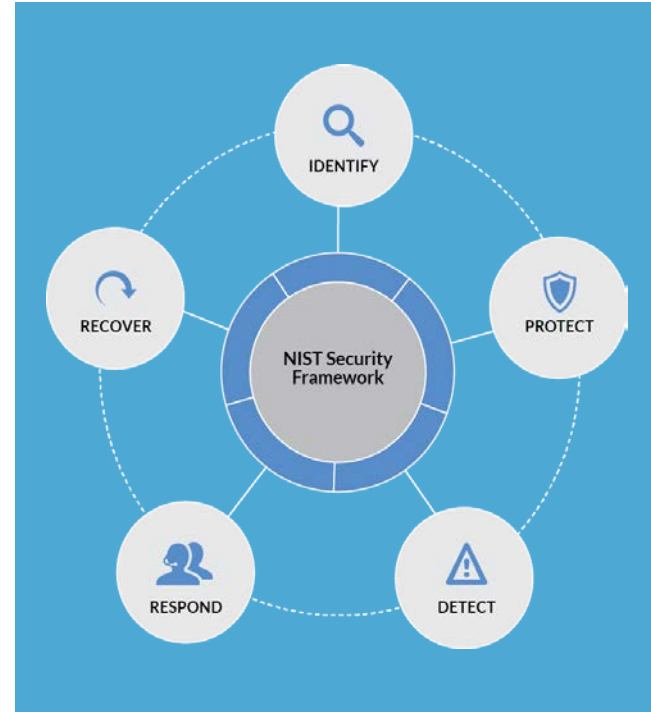 IDENTIFY
PROTECT
DETECT
RESPOND
RECOVER
NIST Security
Framework